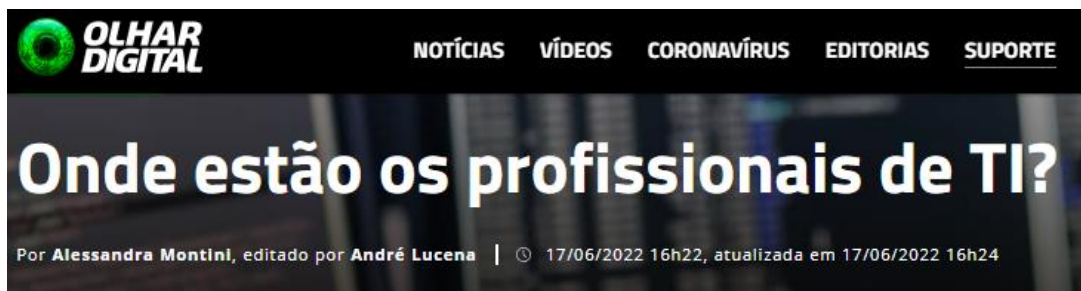 OLHAR
DIGITAL
NOTÍCIAS VÍDEOS CORONAVÍRUS EDITORIAS SUPORTE
Onde estão os profissionais de TI?
Por Alessandra Montini, editado por André Lucena | 17/06/2022 16h22, atualizada em 17/06/2022 16h24